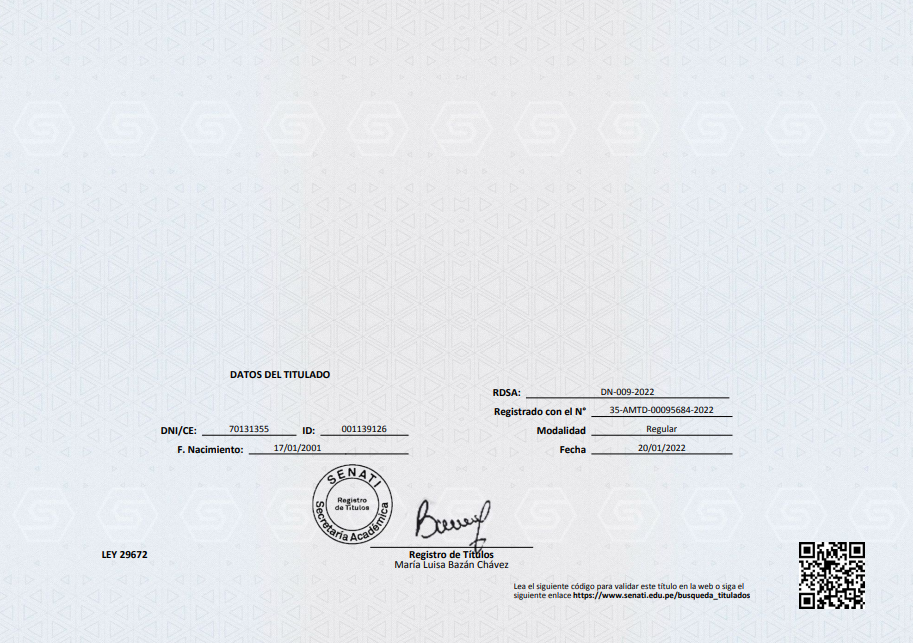 DATOS DEL TITULADO
RDSA: DN-009-2022
Registrado con el N° 35-AMTD-00095684-2022
DNI/CE: 70131355 ID: 001139126
Modalidad Regular
F. Nacimiento: 17/01/2001
Fecha 20/01/2022
SENATI
Registro
de Títulos
Secretaría Académica
LEY 29672
Registro de Títulos
María Luisa Bazán Chávez
Lea el siguiente código para validar este título en la web o siga el
siguiente enlace https://www.senati.edu.pe/busqueda_titulados